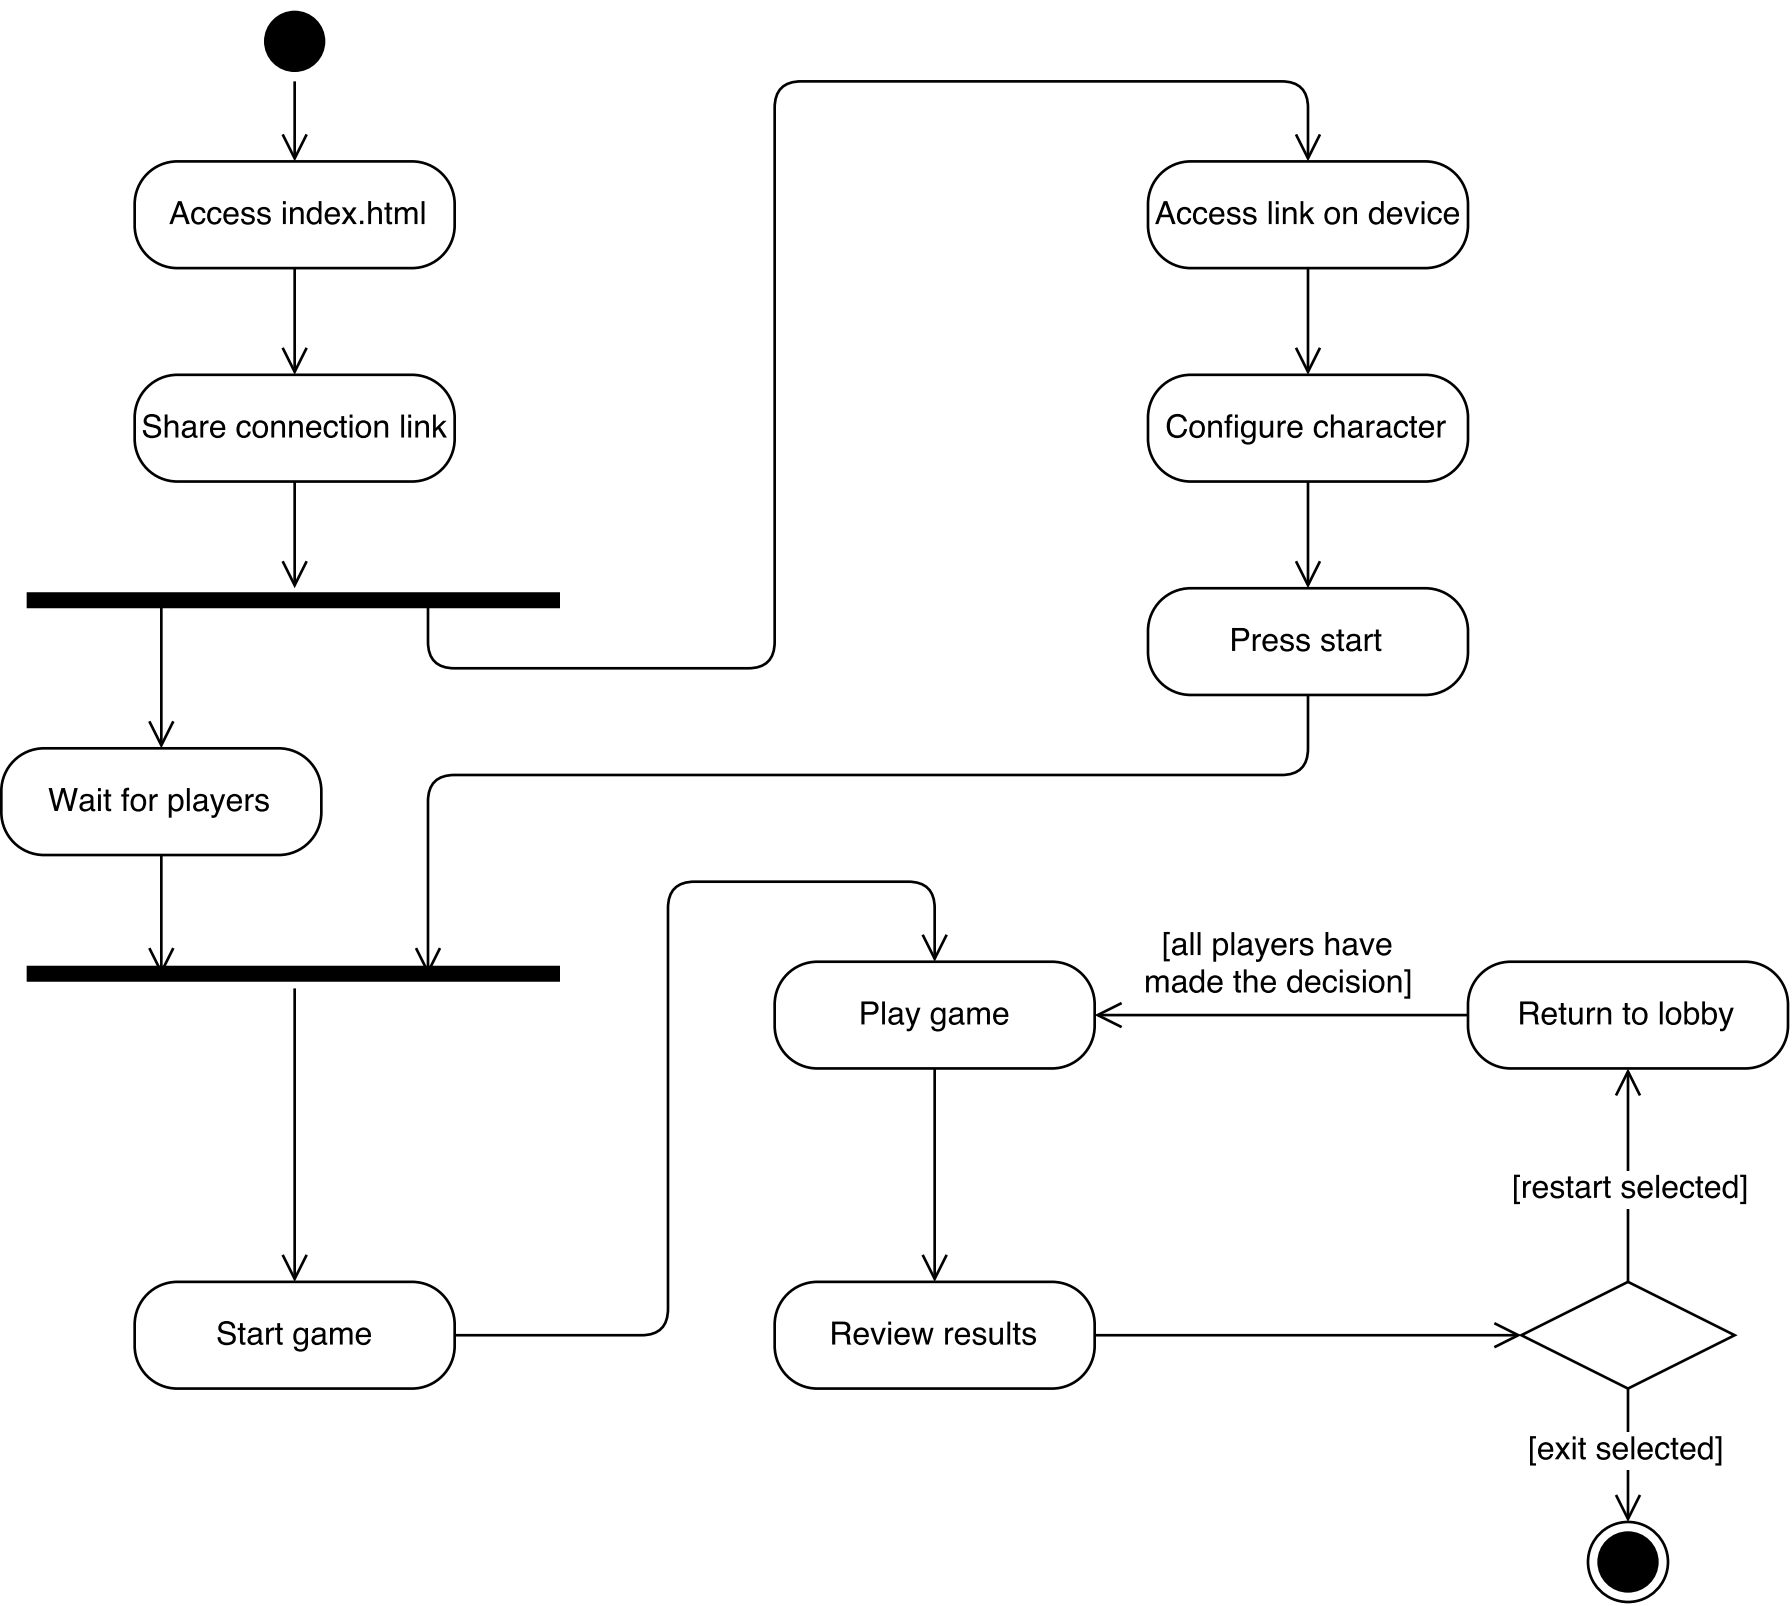 Access index.html
Access link on device
Share connection link
Configure character
Press start
Wait for players
[all players have
made the decision]
Play game
Return to lobby
[restart selected]
Start game
Review results
[exit selected]